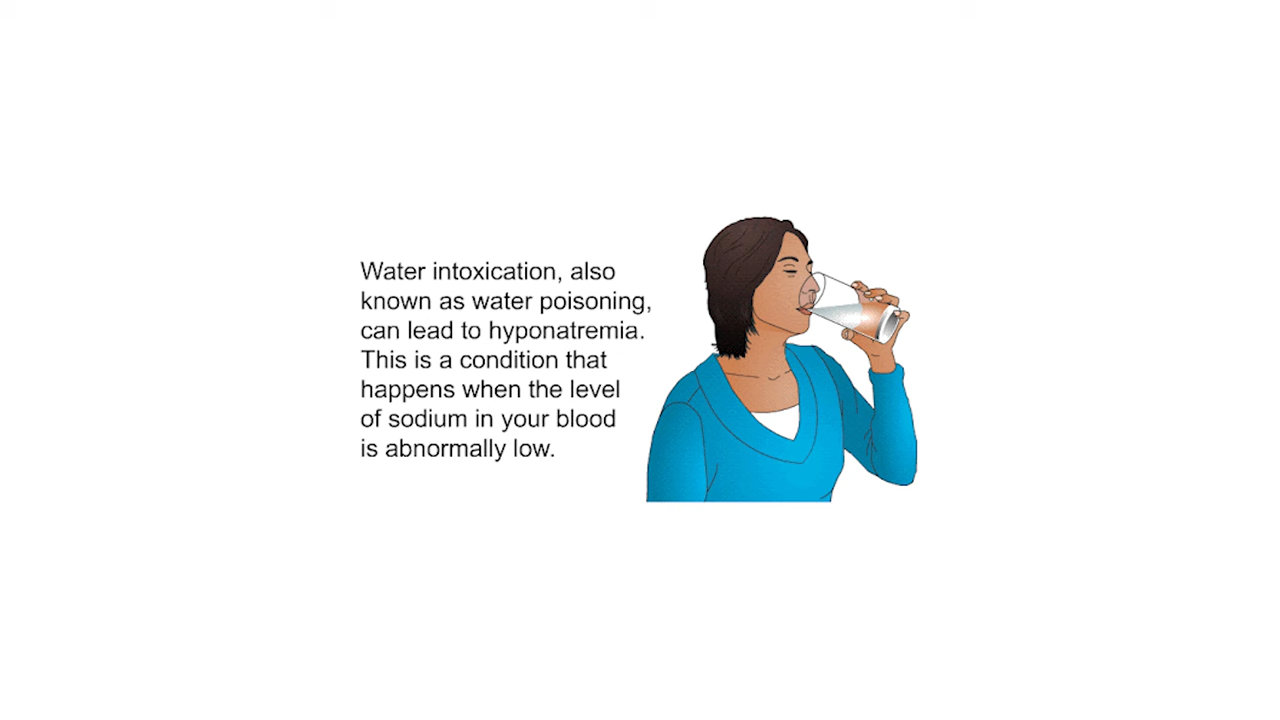 Water intoxication, also
known as water poisoning,
can lead to hyponatremia.
This is a condition that
happens when the level
of sodium in your blood
is abnormally low.